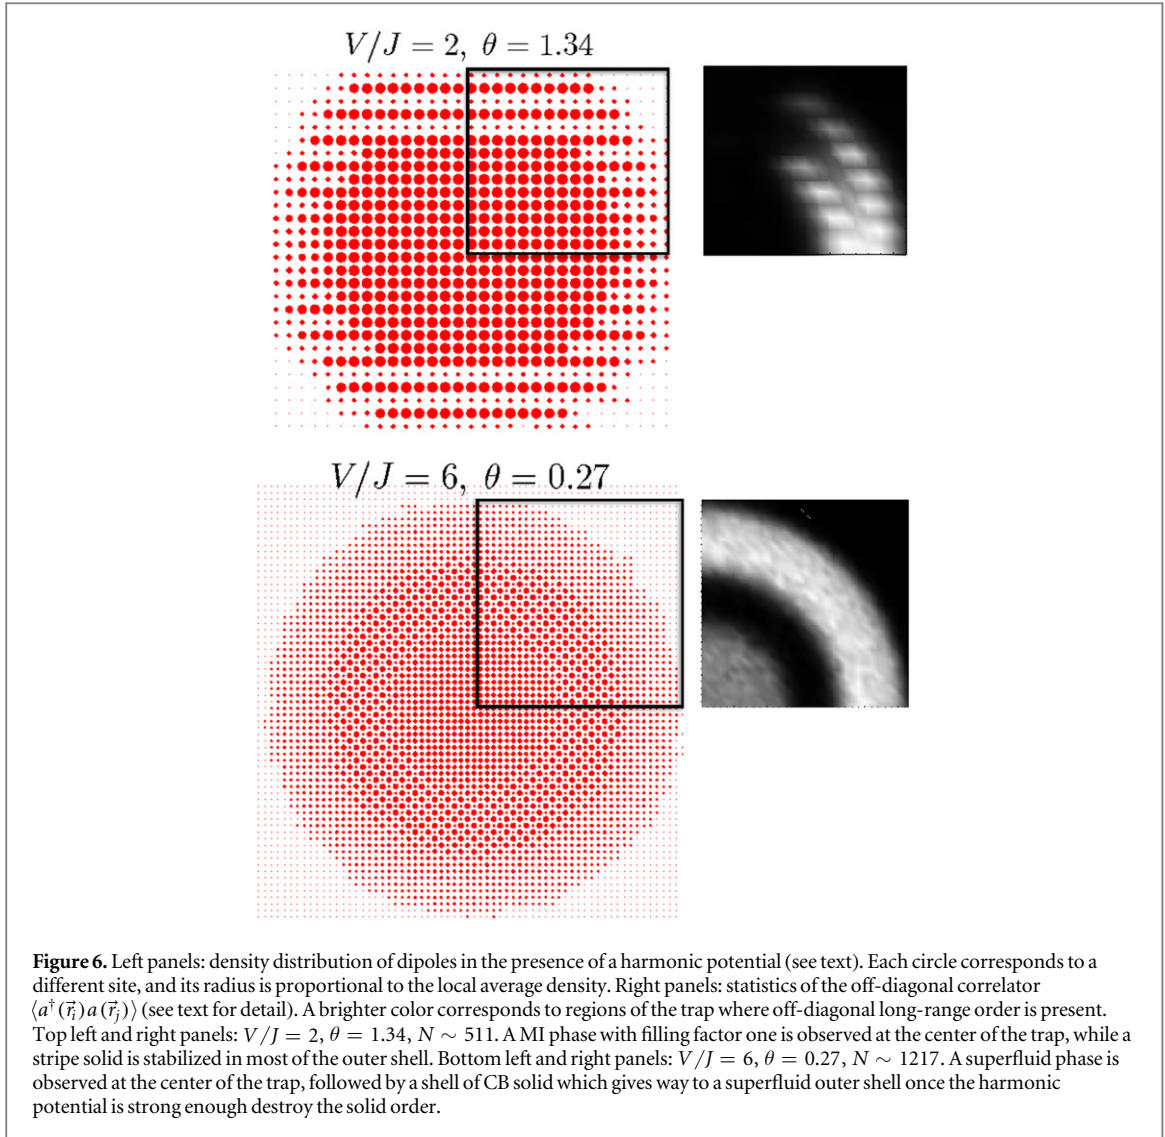 V/J = 2, θ = 1.34
V/J = 6, θ = 0.27
Figure 6. Left panels: density distribution of dipoles in the presence of a harmonic potential (see text). Each circle corresponds to a
different site, and its radius is proportional to the local average density. Right panels: statistics of the off-diagonal correlator
⟨a†(r⃗ᵢ)a(r⃗ⱼ)⟩ (see text for detail). A brighter color corresponds to regions of the trap where off-diagonal long-range order is present.
Top left and right panels: V/J = 2, θ = 1.34, N ∼ 511. A MI phase with filling factor one is observed at the center of the trap, while a
stripe solid is stabilized in most of the outer shell. Bottom left and right panels: V/J = 6, θ = 0.27, N ∼ 1217. A superfluid phase is
observed at the center of the trap, followed by a shell of CB solid which gives way to a superfluid outer shell once the harmonic
potential is strong enough destroy the solid order.